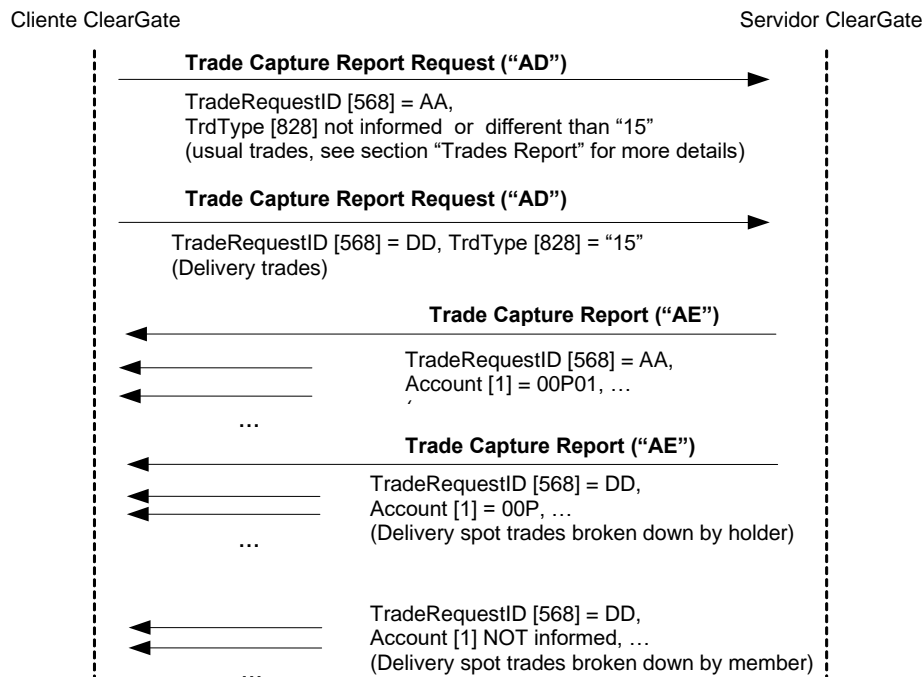 Cliente ClearGate
Servidor ClearGate
Trade Capture Report Request (“AD”)
TradeRequestID [568] = AA,
TrdType [828] not informed or different than “15”
(usual trades, see section “Trades Report” for more details)
Trade Capture Report Request (“AD”)
TradeRequestID [568] = DD, TrdType [828] = “15”
(Delivery trades)
Trade Capture Report (“AE”)
TradeRequestID [568] = AA,
Account [1] = 00P01, …
…
Trade Capture Report (“AE”)
TradeRequestID [568] = DD,
Account [1] = 00P, …
(Delivery spot trades broken down by holder)
…
TradeRequestID [568] = DD,
Account [1] NOT informed, …
(Delivery spot trades broken down by member)
…